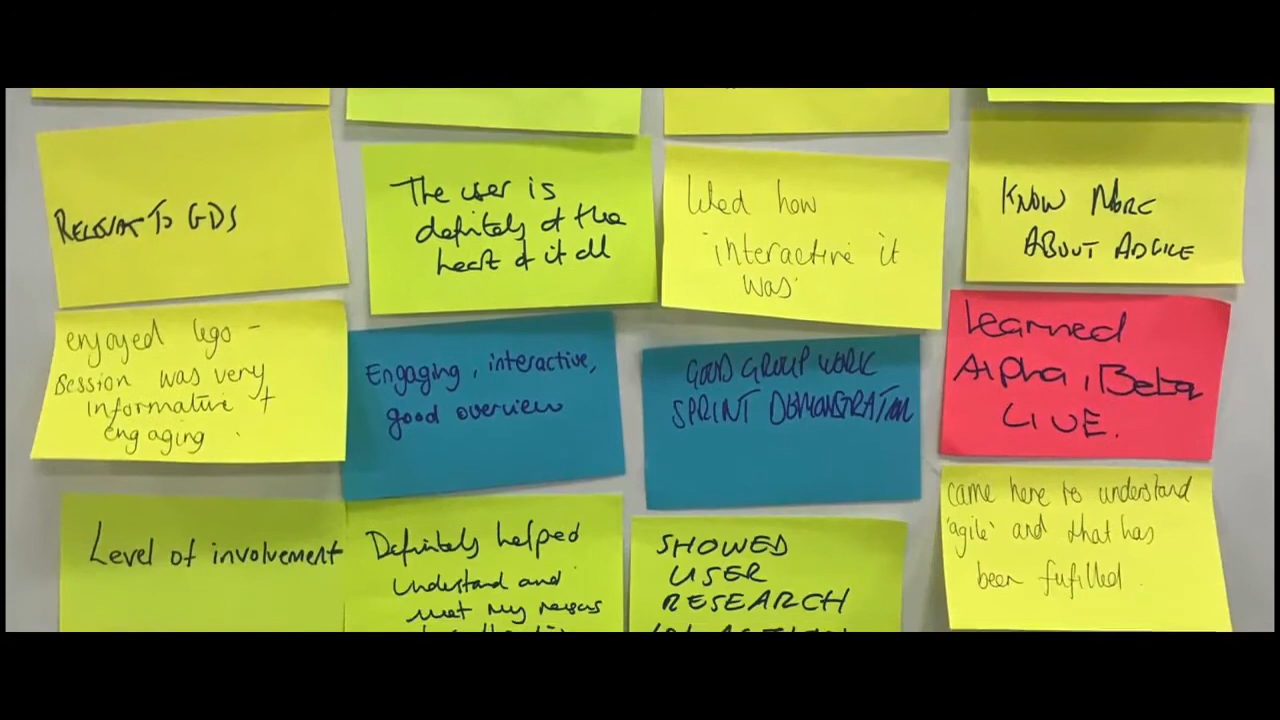 RELEVANT TO GDS
The user is
definitely at the
heart of it all
liked how
interactive it
was
KNOW MORE
ABOUT AGILE
enjoyed lego -
session was very
informative +
engaging.
Engaging, interactive,
good overview
GOOD GROUP WORK
SPRINT DEMONSTRATION
Learned
Alpha, Beta
LIVE.
Level of involvement
Definitely helped
understand and
meet my reasons
SHOWED
USER
RESEARCH
came here to understand
'agile' and that has
been fufilled.